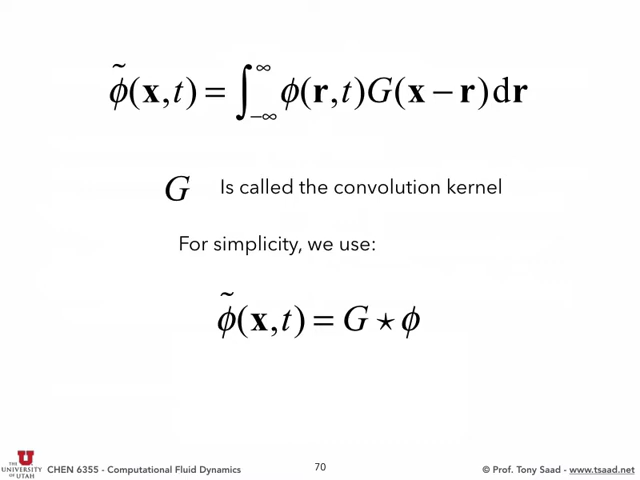 φ̃(x,t) = ∫_{-∞}^{∞} φ(r,t)G(x − r)dr
G Is called the convolution kernel
For simplicity, we use:
φ̃(x,t) = G ⋆ φ
THE
UNIVERSITY
OF UTAH
CHEN 6355 - Computational Fluid Dynamics
70
© Prof. Tony Saad - www.tsaad.net